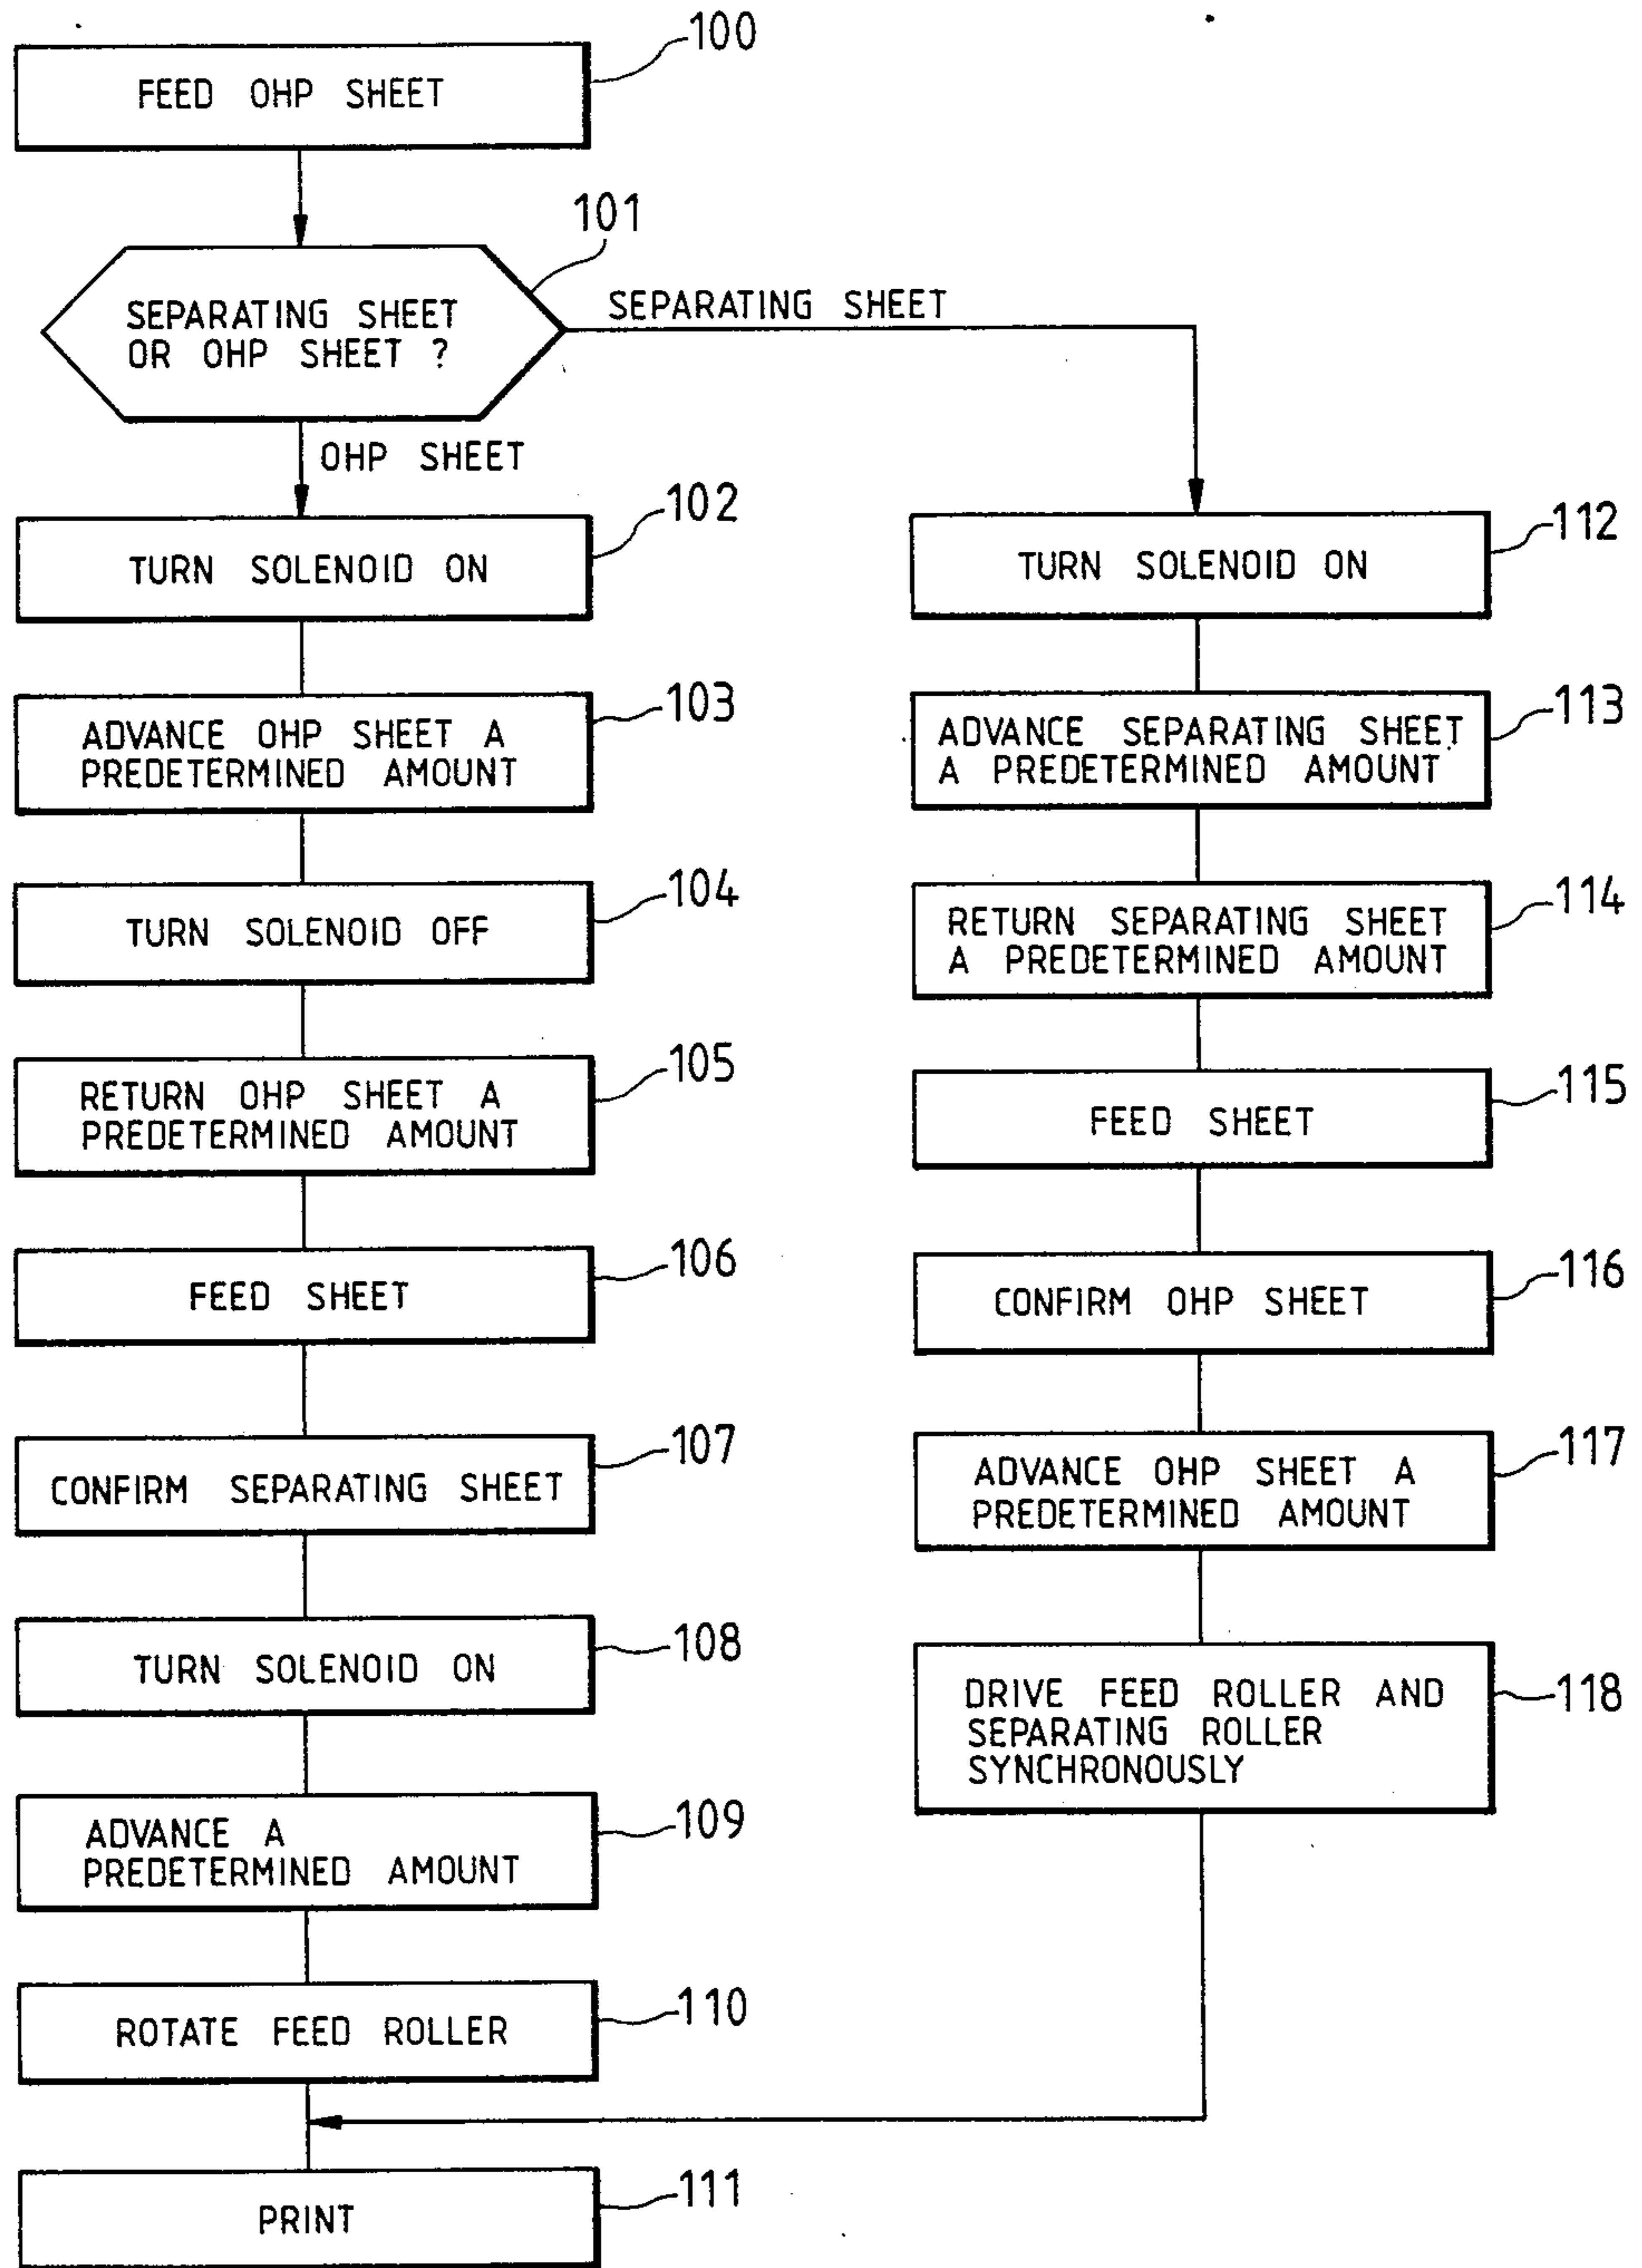 100
FEED OHP SHEET
101
SEPARATING SHEET
OR OHP SHEET ?
SEPARATING SHEET
OHP SHEET
102
TURN SOLENOID ON
103
ADVANCE OHP SHEET A
PREDETERMINED AMOUNT
104
TURN SOLENOID OFF
105
RETURN OHP SHEET A
PREDETERMINED AMOUNT
106
FEED SHEET
107
CONFIRM SEPARATING SHEET
108
TURN SOLENOID ON
109
ADVANCE A
PREDETERMINED AMOUNT
110
ROTATE FEED ROLLER
111
PRINT
112
TURN SOLENOID ON
113
ADVANCE SEPARATING SHEET
A PREDETERMINED AMOUNT
114
RETURN SEPARATING SHEET
A PREDETERMINED AMOUNT
115
FEED SHEET
116
CONFIRM OHP SHEET
117
ADVANCE OHP SHEET A
PREDETERMINED AMOUNT
118
DRIVE FEED ROLLER AND
SEPARATING ROLLER
SYNCHRONOUSLY